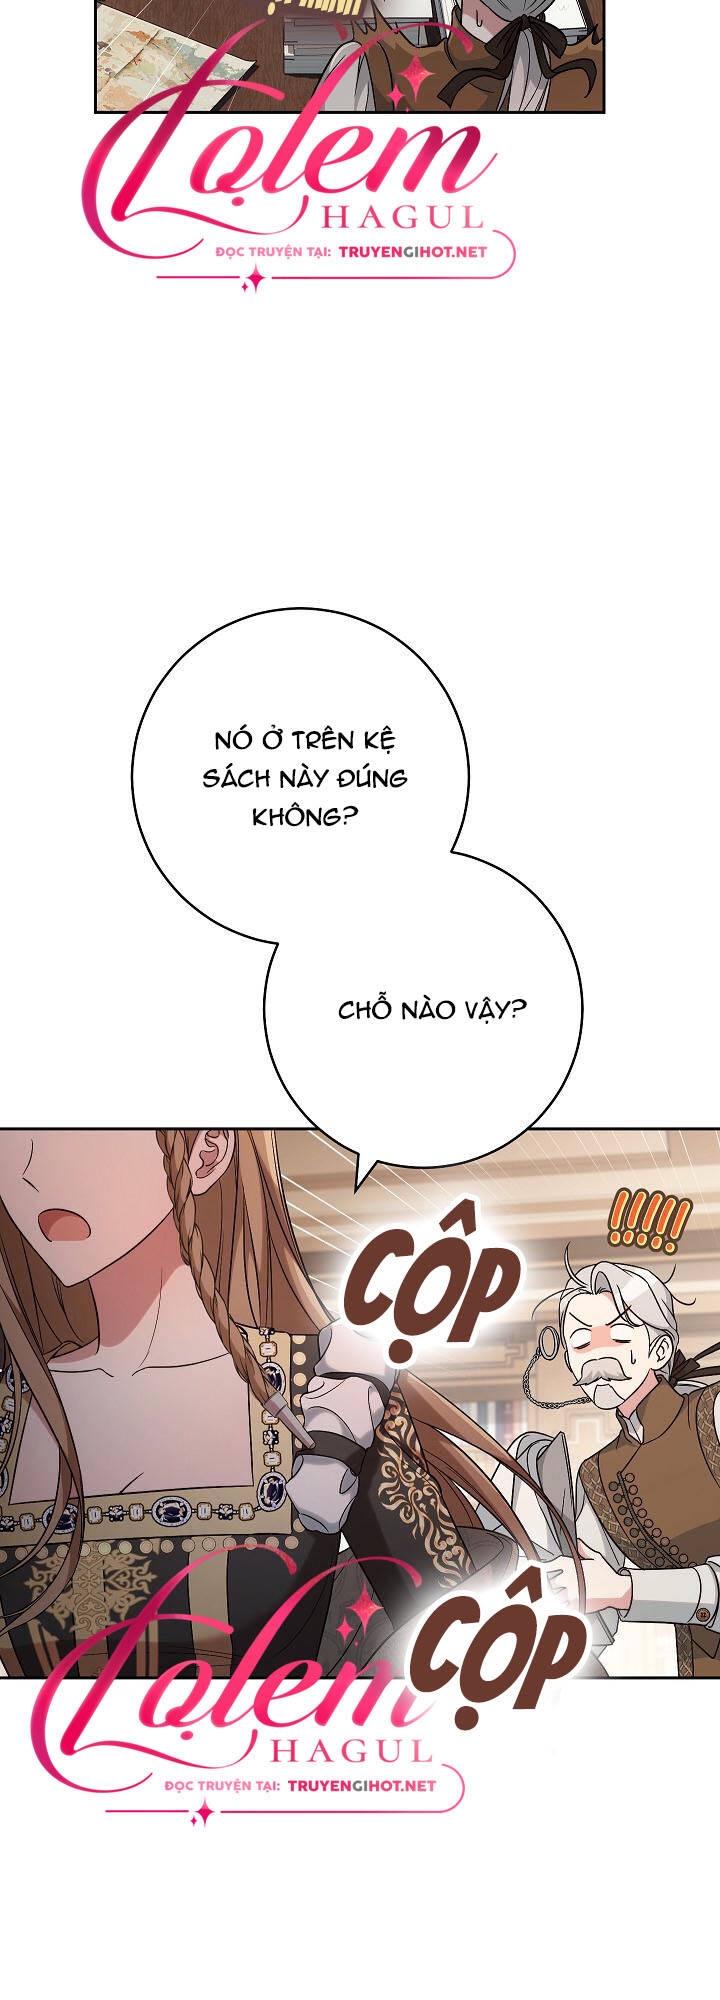 Lọlem
HAGUL
ĐỌC TRUYỆN TẠI: TRUYENGIHOT.NET
NÓ Ở TRÊN KỆ
SÁCH NÀY ĐÚNG
KHÔNG?
CHỖ NÀO VẬY?
!!!!!
CỘP
CỘP
Lọlem
HAGUL
ĐỌC TRUYỆN TẠI: TRUYENGIHOT.NET